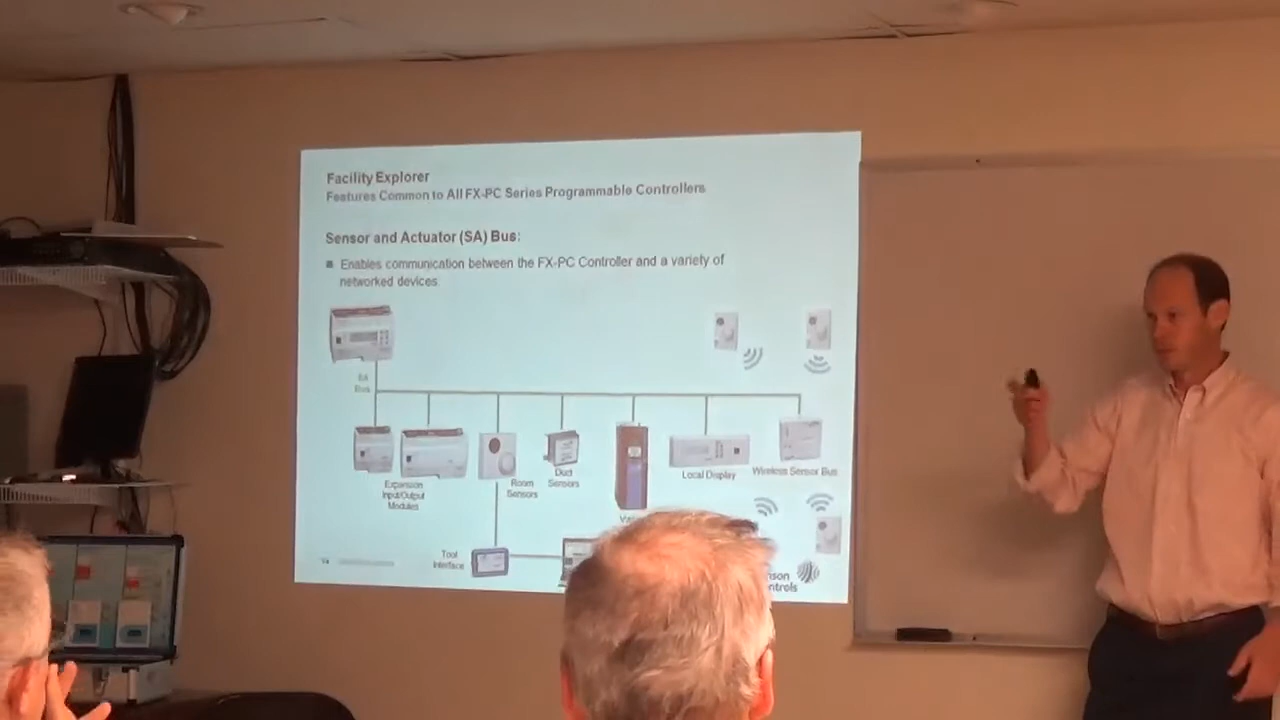 Facility Explorer
Features Common to All FX-PC Series Programmable Controllers
Sensor and Actuator (SA) Bus:
Enables communication between the FX-PC Controller and a variety of
networked devices
SA
Bus
Expansion
Input/Output
Modules
Room
Sensors
Duct
Sensors
Local Display
Wireless Sensor Bus
Tool
Interface